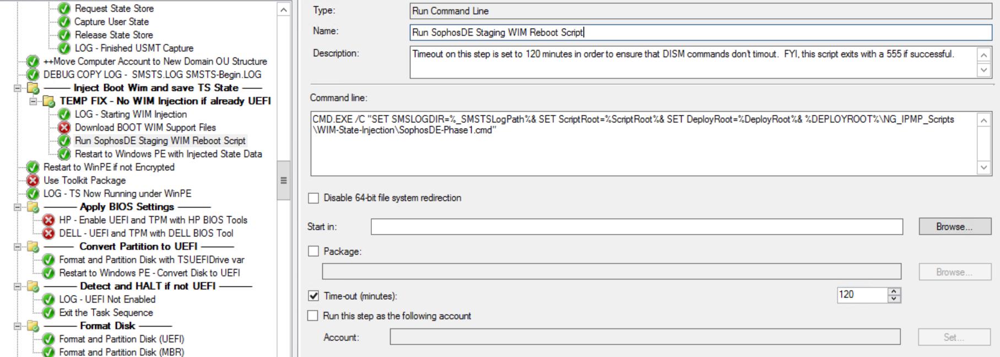 Request State Store
Capture User State
Release State Store
LOG - Finished USMT Capture
++Move Computer Account to New Domain OU Structure
DEBUG COPY LOG - SMSTS.LOG SMSTS-Begin.LOG
Inject Boot Wim and save TS State
TEMP FIX - No WIM Injection if already UEFI
LOG - Starting WIM Injection
Download BOOT WIM Support Files
Run SophosDE Staging WIM Reboot Script
Restart to Windows PE with Injected State Data
Restart to WinPE if not Encrypted
Use Toolkit Package
LOG - TS Now Running under WinPE
Apply BIOS Settings
HP - Enable UEFI and TPM with HP BIOS Tools
DELL - UEFI and TPM with DELL BIOS Tool
Convert Partition to UEFI
Format and Partition Disk with TSUEFIDrive var
Restart to Windows PE - Convert Disk to UEFI
Detect and HALT if not UEFI
LOG - UEFI Not Enabled
Exit the Task Sequence
Format Disk
Format and Partition Disk (UEFI)
Format and Partition Disk (MBR)
Type: Run Command Line
Name: Run SophosDE Staging WIM Reboot Script
Description: Timeout on this step is set to 120 minutes in order to ensure that DISM commands don't timout. FYI, this script exits with a 555 if successful.
Command line:
CMD.EXE /C "SET SMSLOGDIR=%_SMSTSLogPath%& SET ScriptRoot=%ScriptRoot%& SET DeployRoot=%DeployRoot%& %DEPLOYROOT%\NG_IPMP_Scripts
\WIM-State-Injection\SophosDE-Phase1.cmd"
Disable 64-bit file system redirection
Start in: Browse...
Package:
Browse...
Time-out (minutes): 120
Run this step as the following account
Account: Set...